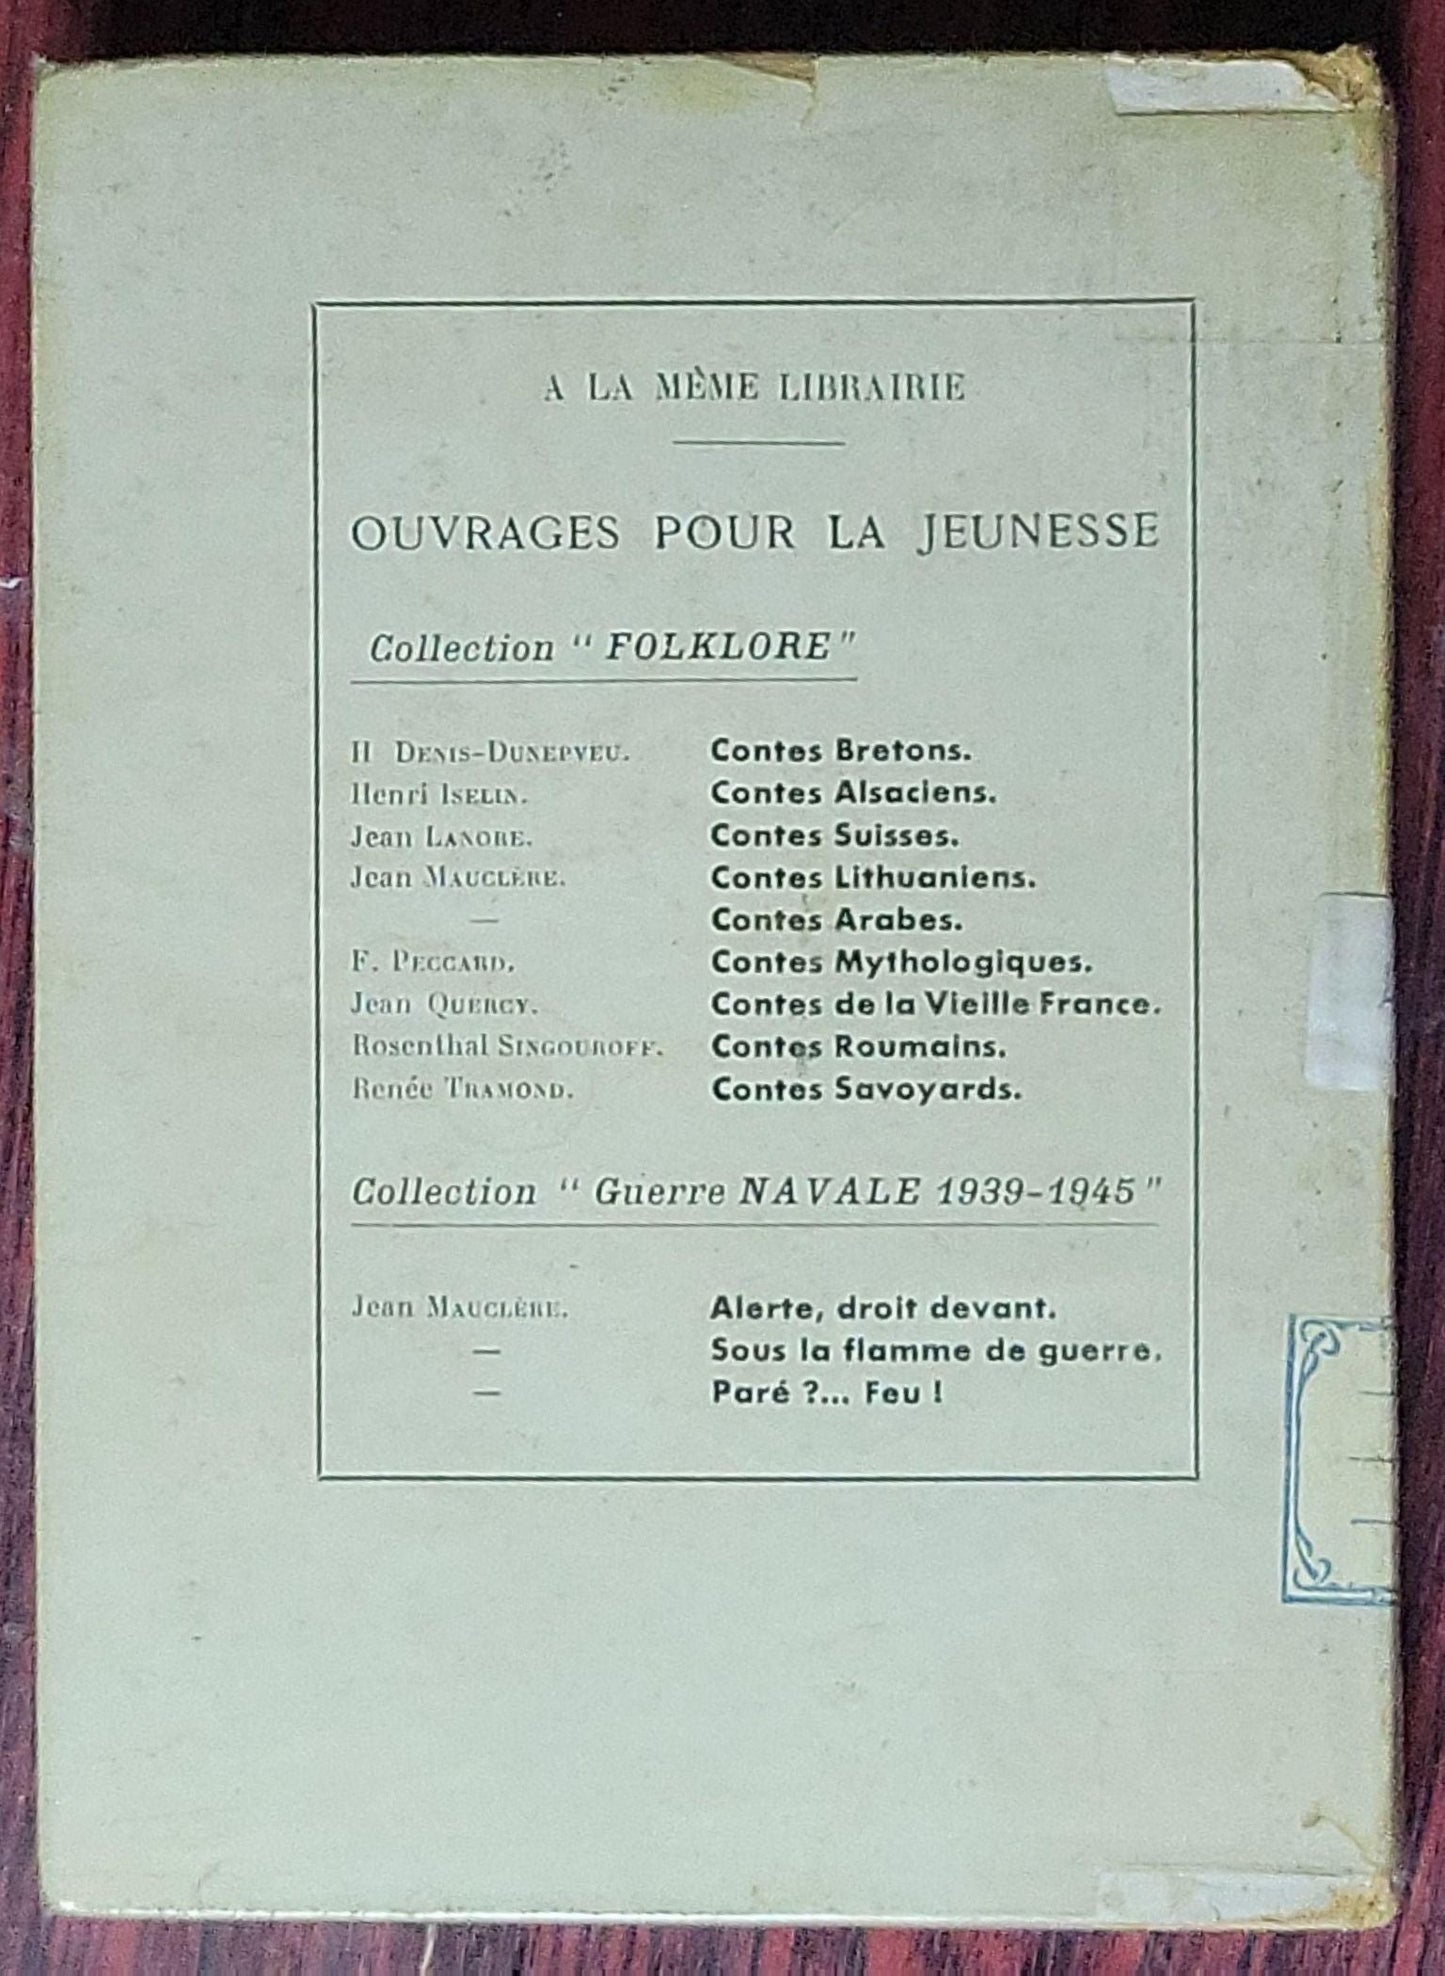 A LA MÊME LIBRAIRIE
OUVRAGES POUR LA JEUNESSE
Collection " FOLKLORE "
H DENIS-DUNEPVEU. Contes Bretons.
Henri ISELIN. Contes Alsaciens.
Jean LANORE. Contes Suisses.
Jean MAUCLÈRE. Contes Lithuaniens.
— Contes Arabes.
F. PECCARD. Contes Mythologiques.
Jean QUERCY. Contes de la Vieille France.
Rosenthal SINGOUROFF. Contes Roumains.
Renée TRAMOND. Contes Savoyards.
Collection " Guerre NAVALE 1939-1945 "
Jean MAUCLÈRE. Alerte, droit devant.
— Sous la flamme de guerre.
— Paré ?... Feu !